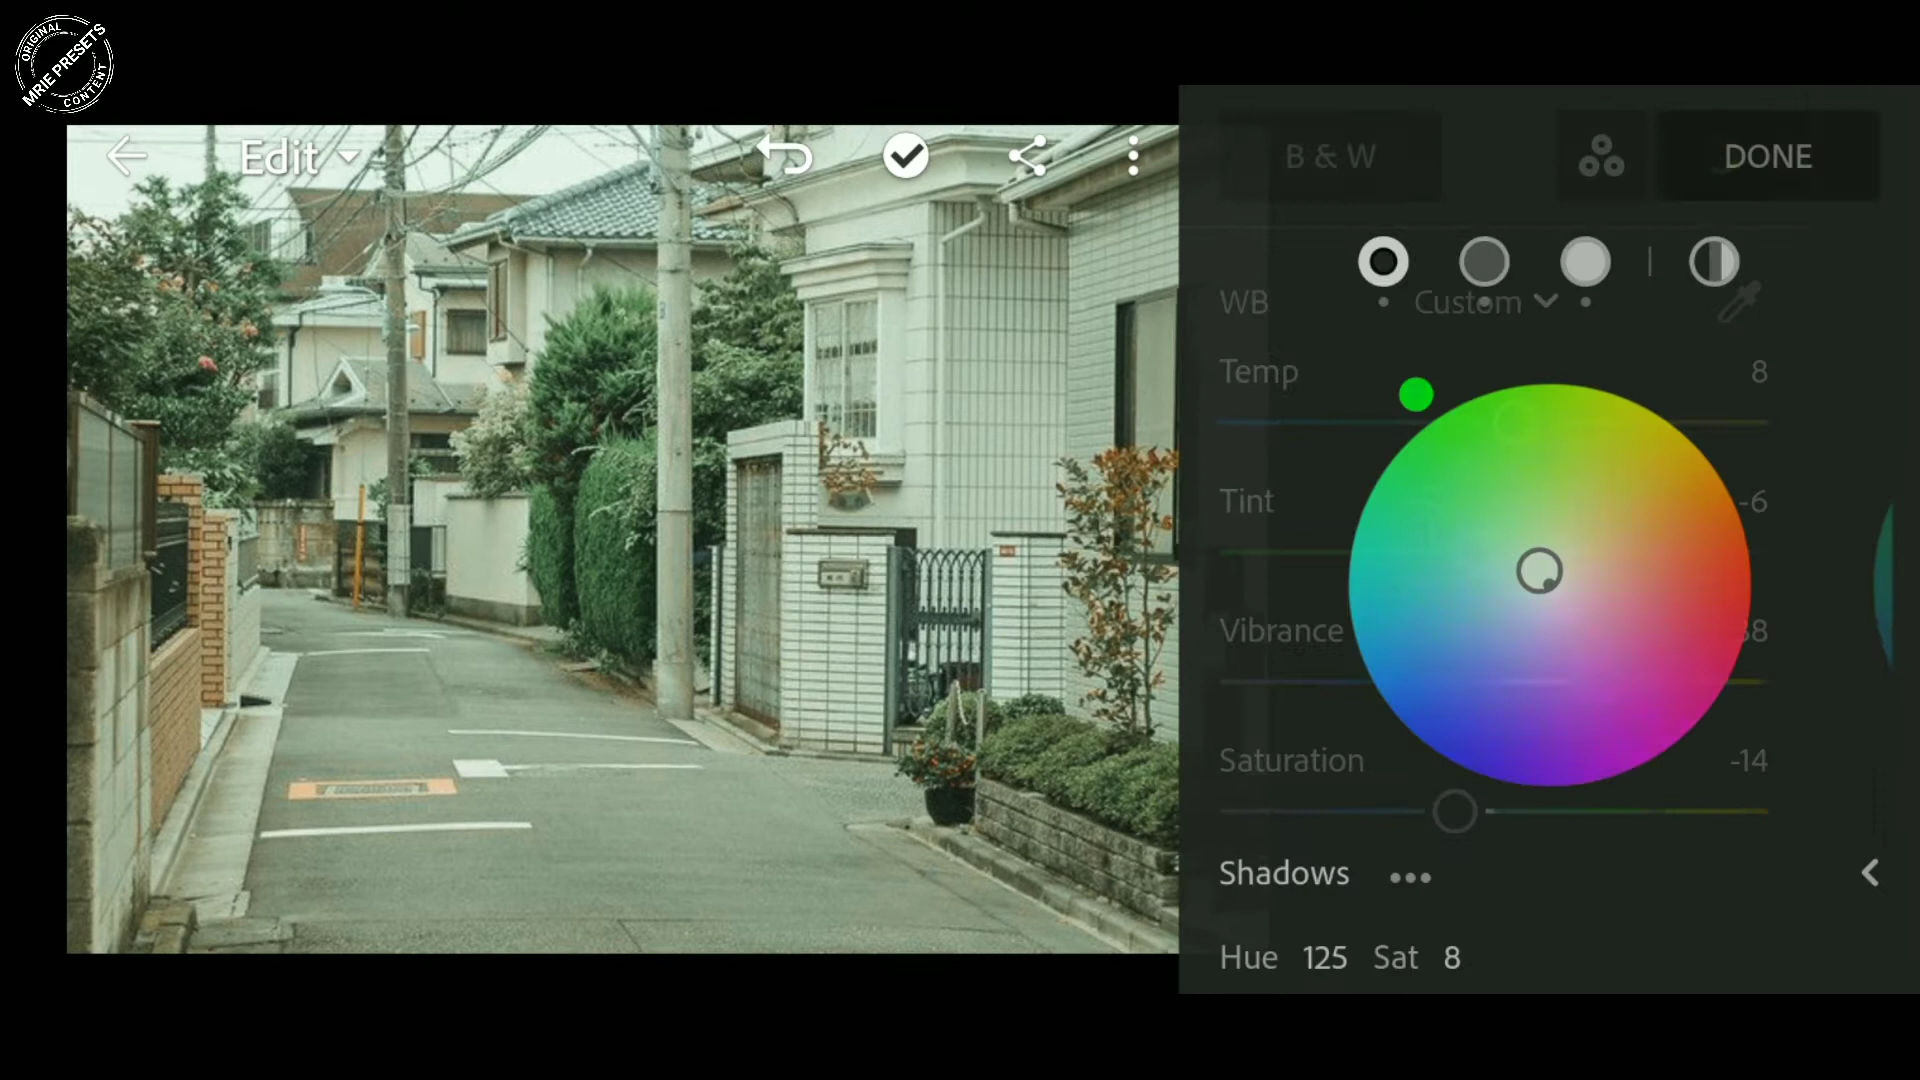 ORIGINAL
MRIE PRESETS
CONTENT
Edit
B & W
DONE
WB
Custom
Temp
8
Tint
-6
Vibrance
Saturation
-14
Shadows
Hue 125 Sat 8